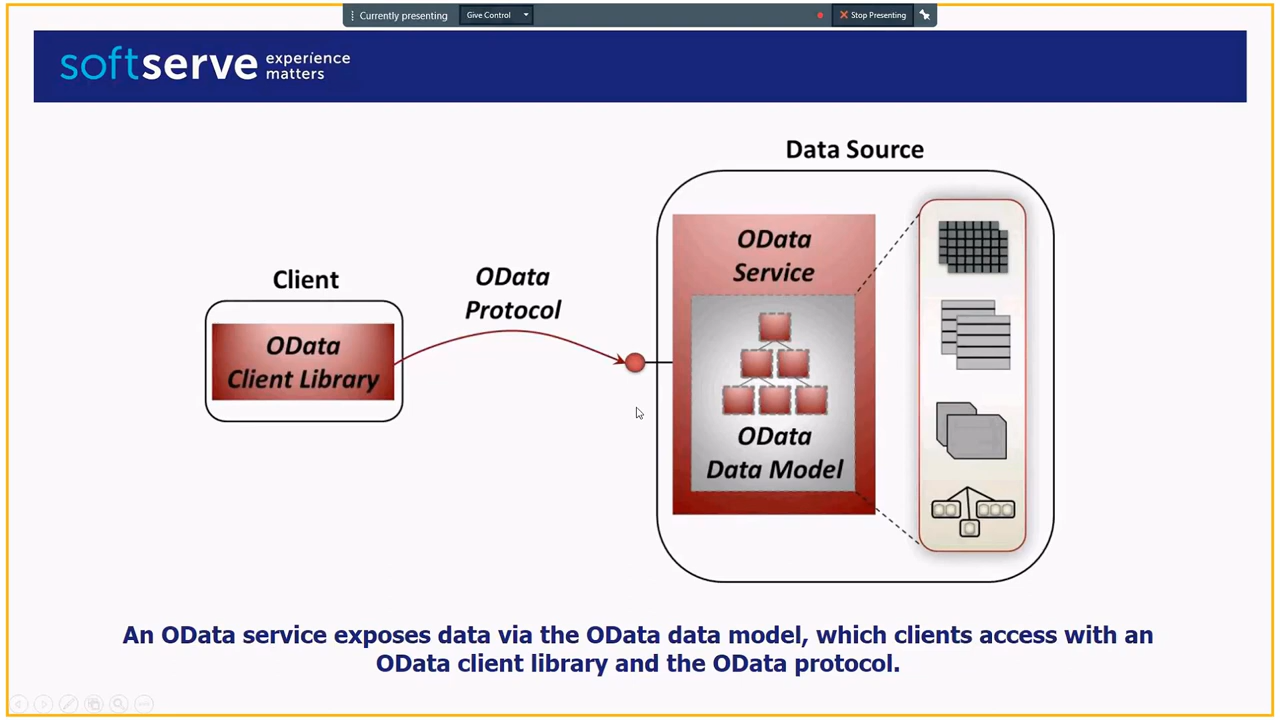 Currently presenting
Give Control
Stop Presenting
softserve
experience
matters
Data Source
OData
Service
Client
OData
Protocol
OData
Client Library
OData
Data Model
An OData service exposes data via the OData data model, which clients access with an
OData client library and the OData protocol.